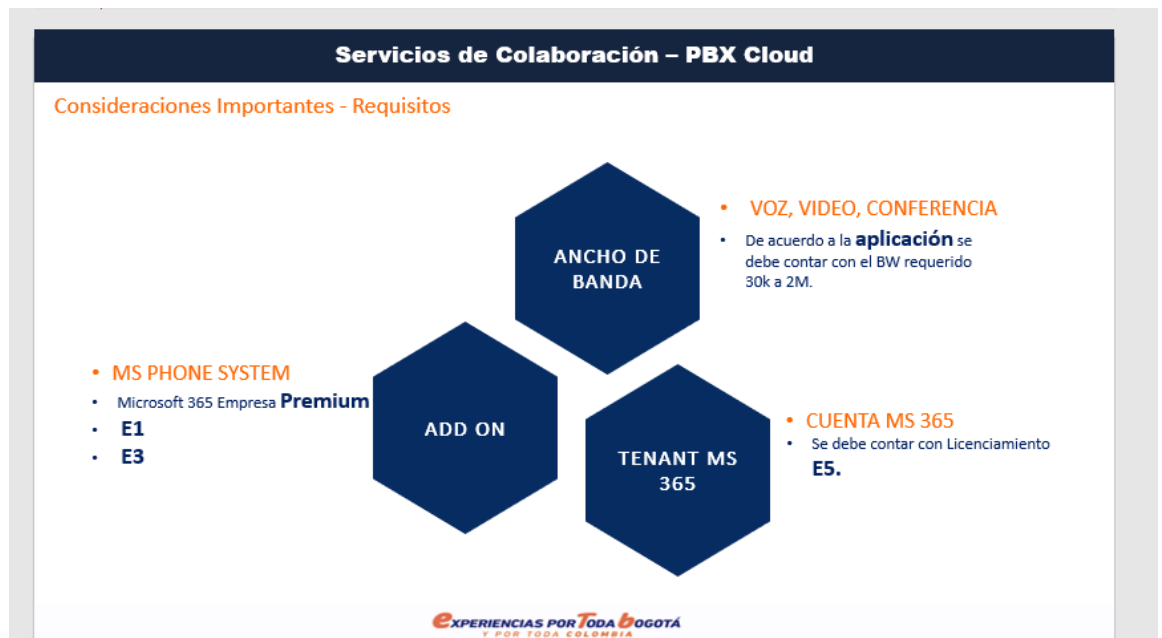 Servicios de Colaboración – PBX Cloud
Consideraciones Importantes - Requisitos
ANCHO DE
BANDA
• VOZ, VIDEO, CONFERENCIA
• De acuerdo a la aplicación se
debe contar con el BW requerido
30k a 2M.
• MS PHONE SYSTEM
• Microsoft 365 Empresa Premium
• E1
• E3
ADD ON
TENANT MS
365
• CUENTA MS 365
• Se debe contar con Licenciamiento
E5.
eXPERIENCIAS POR TODA bOGOTÁ
Y POR TODA COLOMBIA